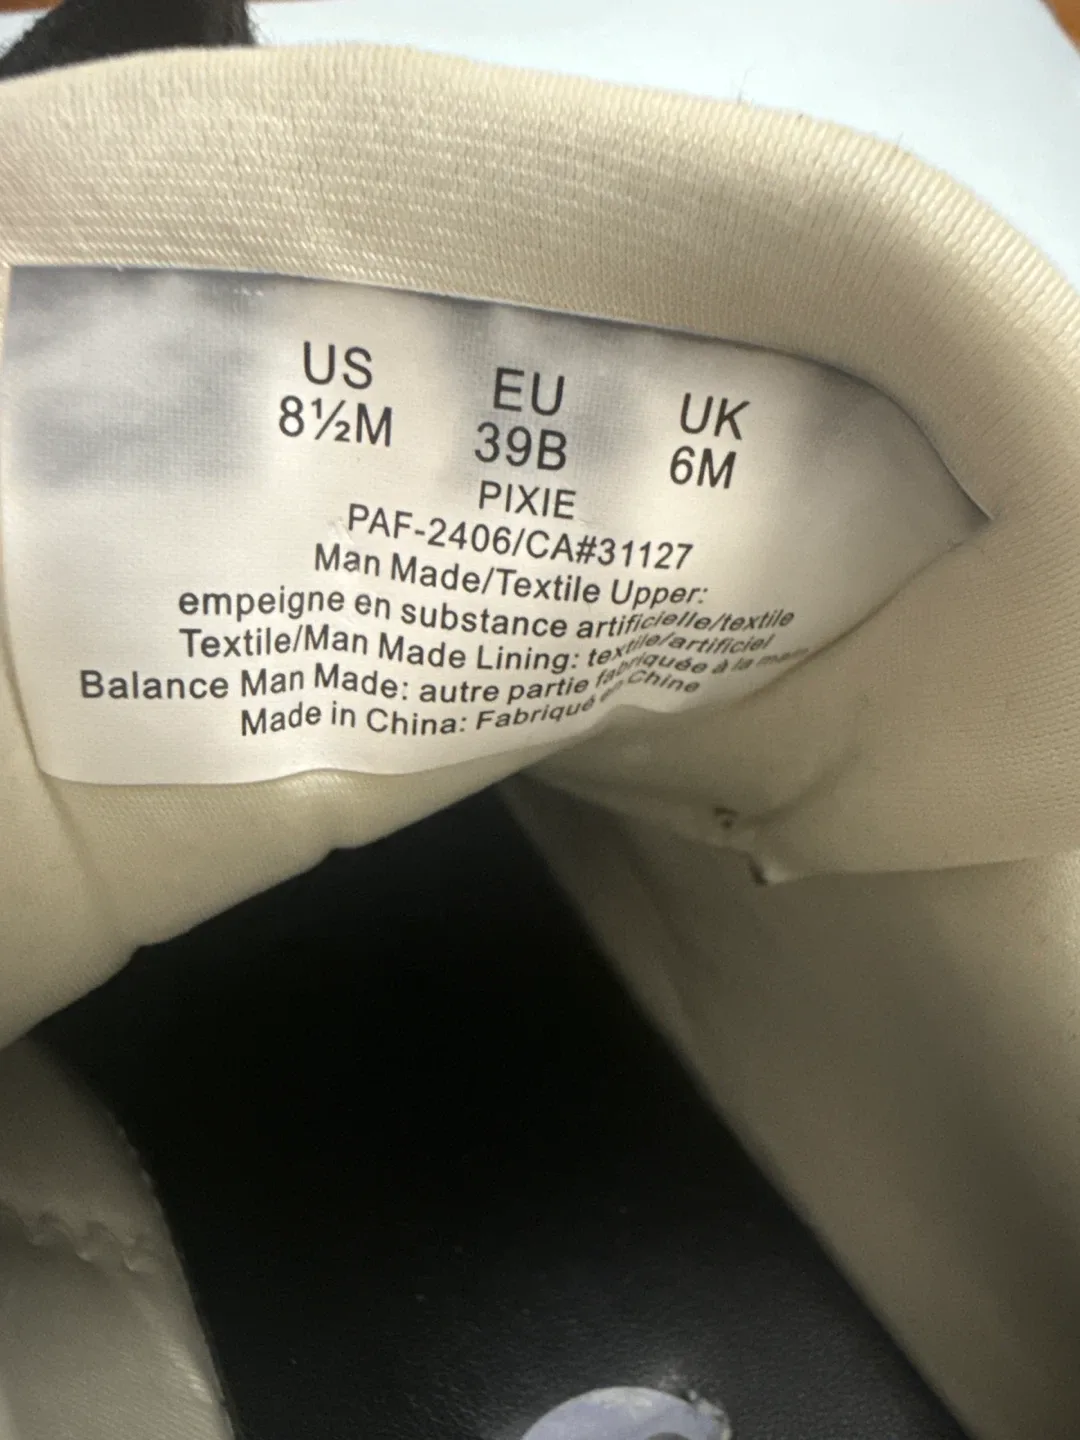 US EU UK
8½M 39B 6M
PIXIE
PAF-2406/CA#31127
Man Made/Textile Upper:
empeigne en substance artificielle/textile
Textile/Man Made Lining: textile/artificiel
Balance Man Made: autre partie fabriquée à la main
Made in China: Fabriqué en Chine